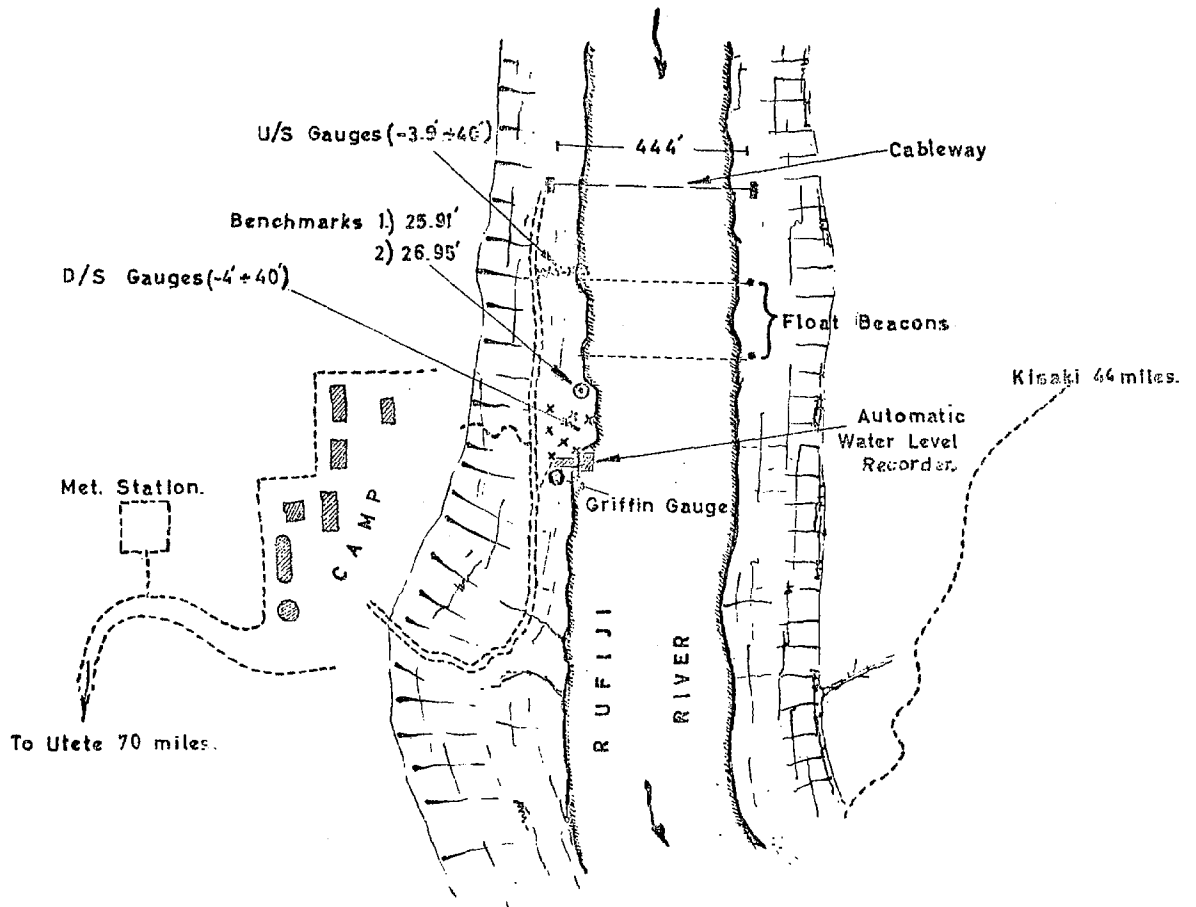 U/S Gauges (-3.9'÷40')
444'
Cableway
Benchmarks 1.) 25.91'
2) 26.95'
D/S Gauges (-4'÷40')
Float Beacons
Kisaki 44 miles.
Automatic
Water Level
Recorder.
Met. Station.
Griffin Gauge
CAMP
RUFIJI
RIVER
To Utete 70 miles.